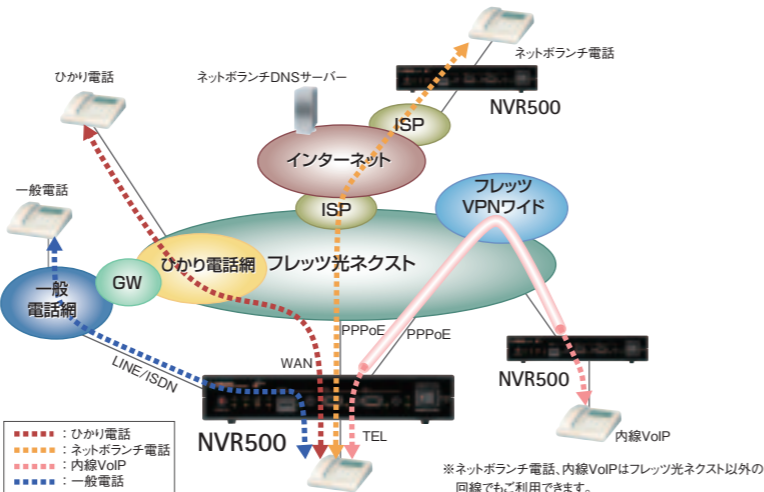 ネットボランチ電話
ひかり電話
ネットボランチDNSサーバー
NVR500
ISP
インターネット
一般電話
フレッツ
VPNワイド
ISP
ひかり電話網
フレッツ光ネクスト
GW
一般
電話網
PPPoE
PPPoE
WAN
LINE/ISDN
NVR500
NVR500
TEL
内線VoIP
：ひかり電話
：ネットボランチ電話
：内線VoIP
：一般電話
※ネットボランチ電話、内線VoIPはフレッツ光ネクスト以外の
回線でもご利用できます。